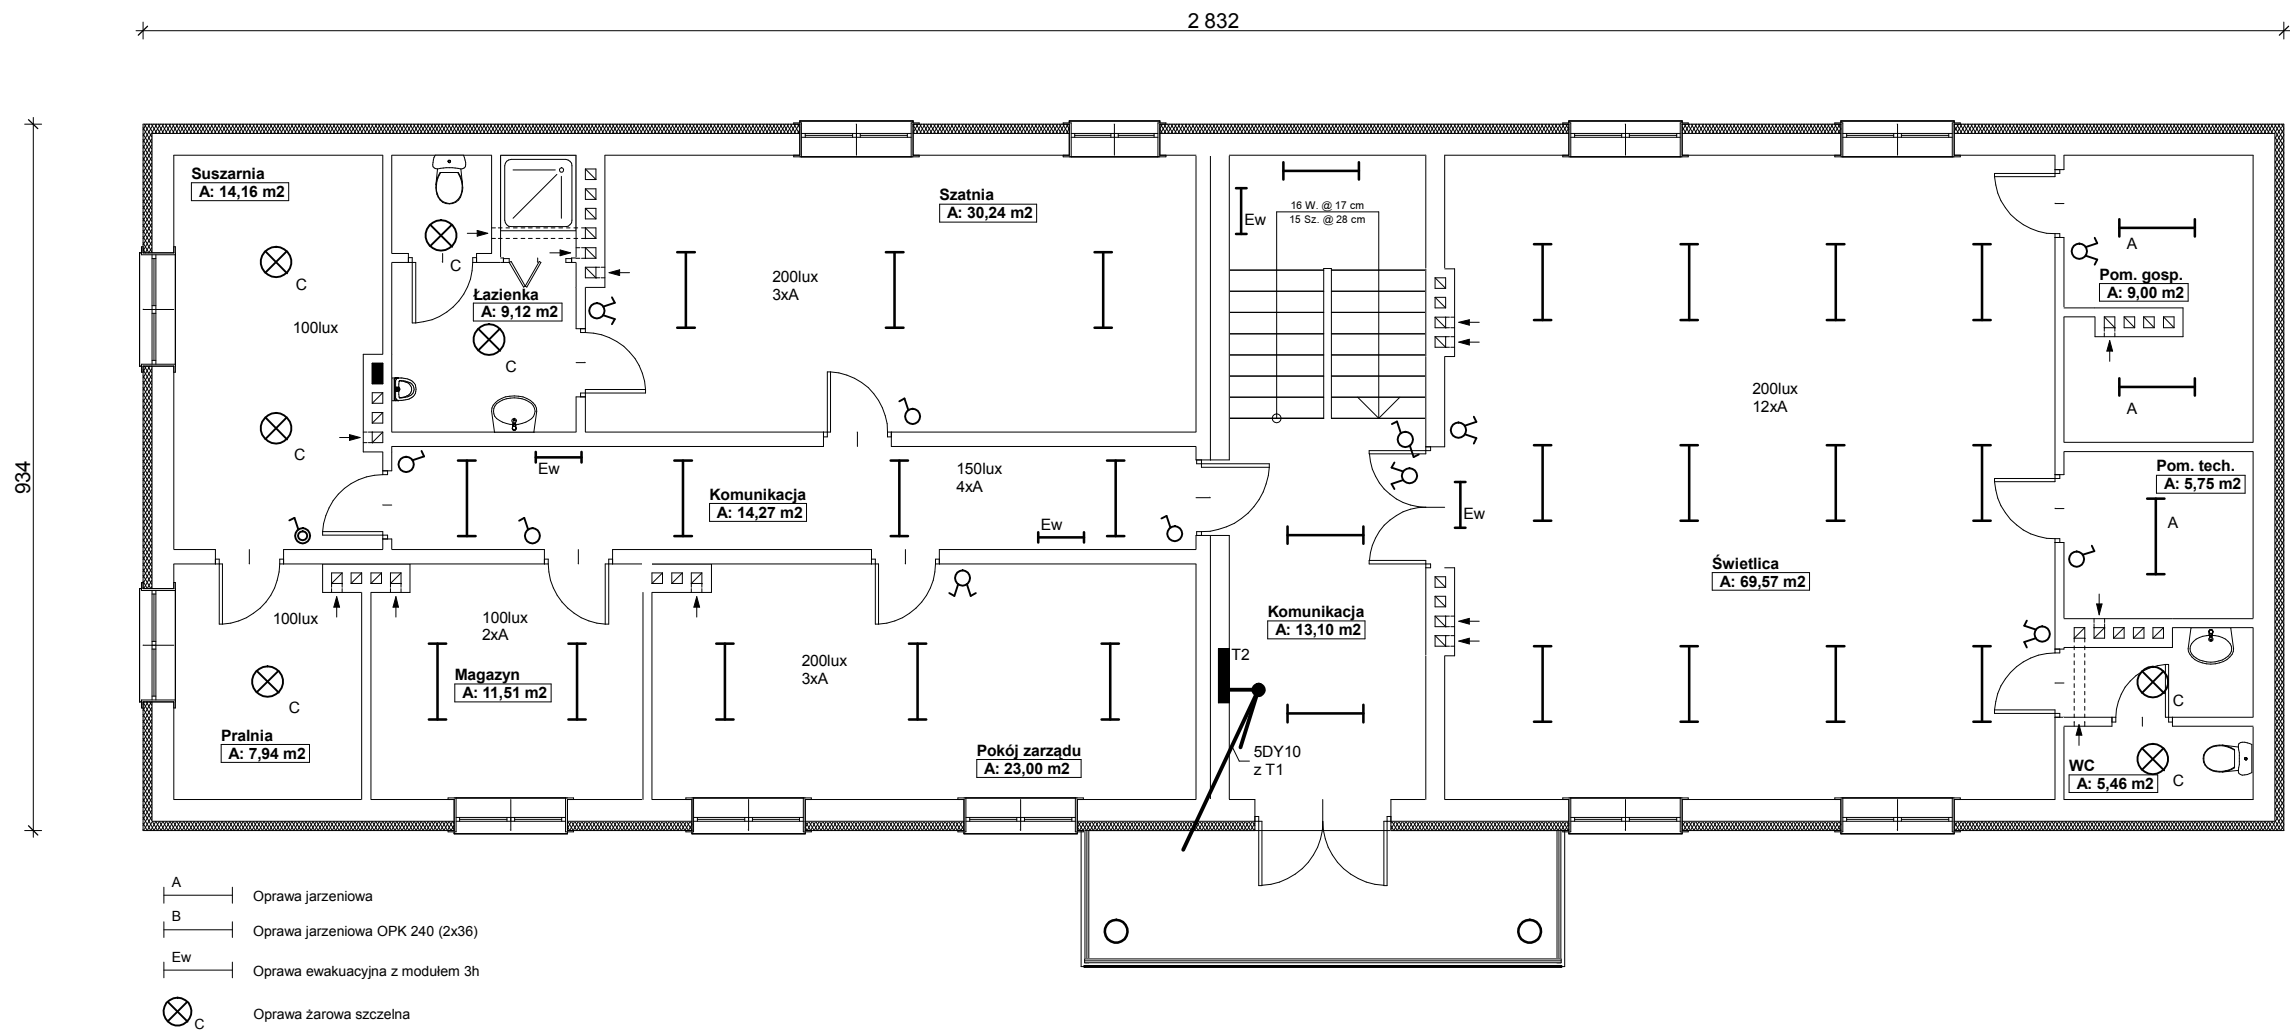 2 832
934
Suszarnia
A: 14,16 m2
C
100lux
C
C
Łazienka
A: 9,12 m2
C
Szatnia
A: 30,24 m2
200lux
3xA
Ew
16 W. @ 17 cm
15 Sz. @ 28 cm
200lux
12xA
A
Pom. gosp.
A: 9,00 m2
A
Pom. tech.
A: 5,75 m2
A
Ew
Komunikacja
A: 14,27 m2
150lux
4xA
Ew
Ew
Świetlica
A: 69,57 m2
100lux
C
Pralnia
A: 7,94 m2
100lux
2xA
Magazyn
A: 11,51 m2
200lux
3xA
Pokój zarządu
A: 23,00 m2
Komunikacja
A: 13,10 m2
T2
5DY10
z T1
C
WC
A: 5,46 m2
C
A
Oprawa jarzeniowa
B
Oprawa jarzeniowa OPK 240 (2x36)
Ew
Oprawa ewakuacyjna z modułem 3h
C
Oprawa żarowa szczelna